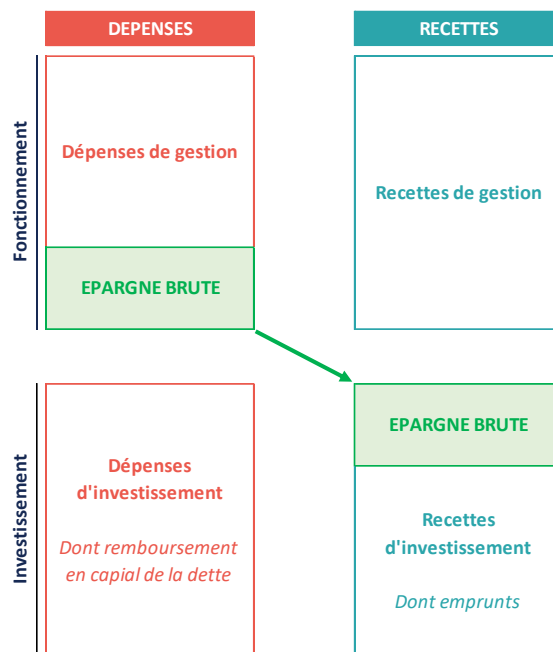 DEPENSES
RECETTES
Fonctionnement
Dépenses de gestion
Recettes de gestion
EPARGNE BRUTE
Investissement
EPARGNE BRUTE
Dépenses
d'investissement
Dont remboursement
en capial de la dette
Recettes
d'investissement
Dont emprunts